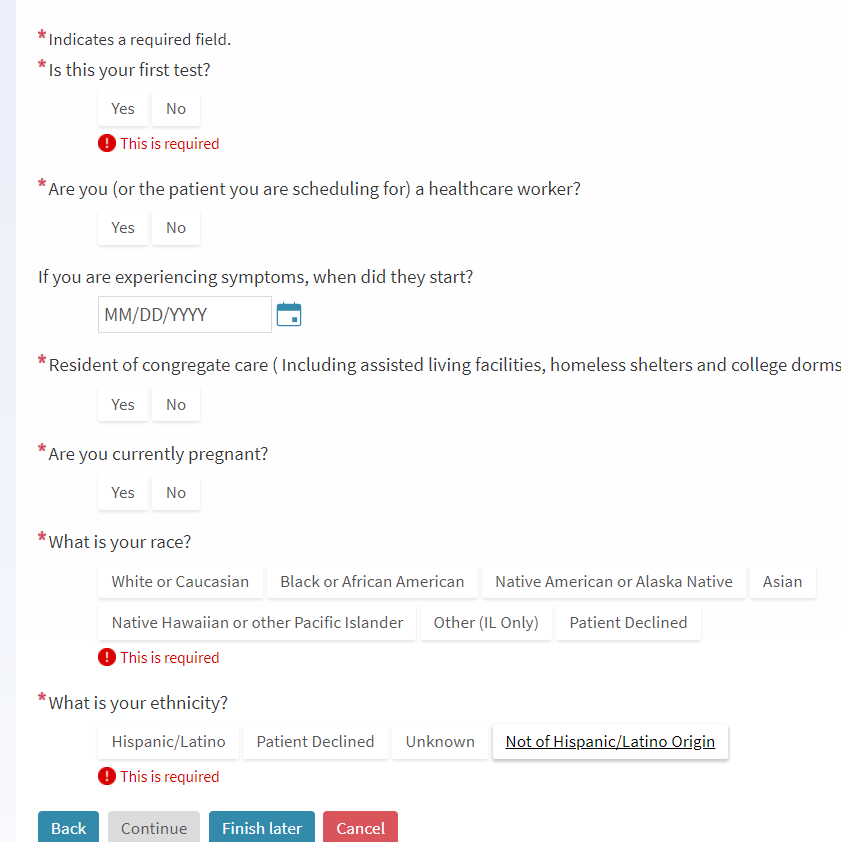 *Indicates a required field.
*Is this your first test?
Yes No
! This is required
*Are you (or the patient you are scheduling for) a healthcare worker?
Yes No
If you are experiencing symptoms, when did they start?
MM/DD/YYYY
*Resident of congregate care ( Including assisted living facilities, homeless shelters and college dorms
Yes No
*Are you currently pregnant?
Yes No
*What is your race?
White or Caucasian Black or African American Native American or Alaska Native Asian
Native Hawaiian or other Pacific Islander Other (IL Only) Patient Declined
! This is required
*What is your ethnicity?
Hispanic/Latino Patient Declined Unknown Not of Hispanic/Latino Origin
! This is required
Back Continue Finish later Cancel